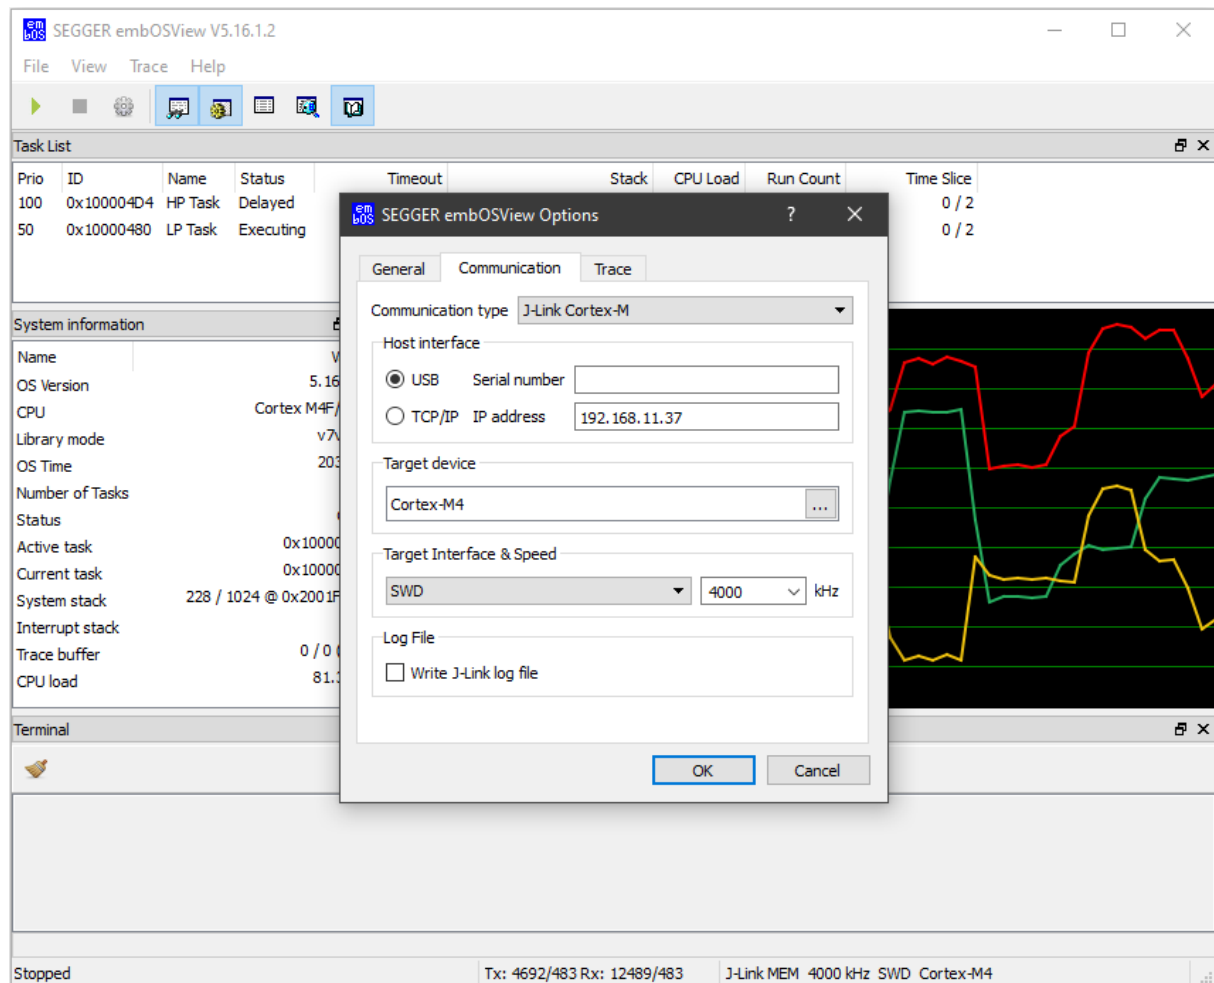 SEGGER embOSView V5.16.1.2
File View Trace Help
Task List
Prio ID Name Status Timeout Stack CPU Load Run Count Time Slice
100 0x100004D4 HP Task Delayed 0 / 2
50 0x10000480 LP Task Executing 0 / 2
SEGGER embOSView Options
General Communication Trace
Communication type J-Link Cortex-M
Host interface
USB Serial number
TCP/IP IP address 192.168.11.37
Target device
Cortex-M4 ...
Target Interface & Speed
SWD 4000 kHz
Log File
Write J-Link log file
OK Cancel
System information
Name
OS Version 5.16
CPU Cortex M4F/
Library mode v7
OS Time 203
Number of Tasks
Status
Active task 0x10000
Current task 0x10000
System stack 228 / 1024 @ 0x2001F
Interrupt stack
Trace buffer 0 / 0
CPU load 81.
Terminal
Stopped Tx: 4692/483 Rx: 12489/483 J-Link MEM 4000 kHz SWD Cortex-M4